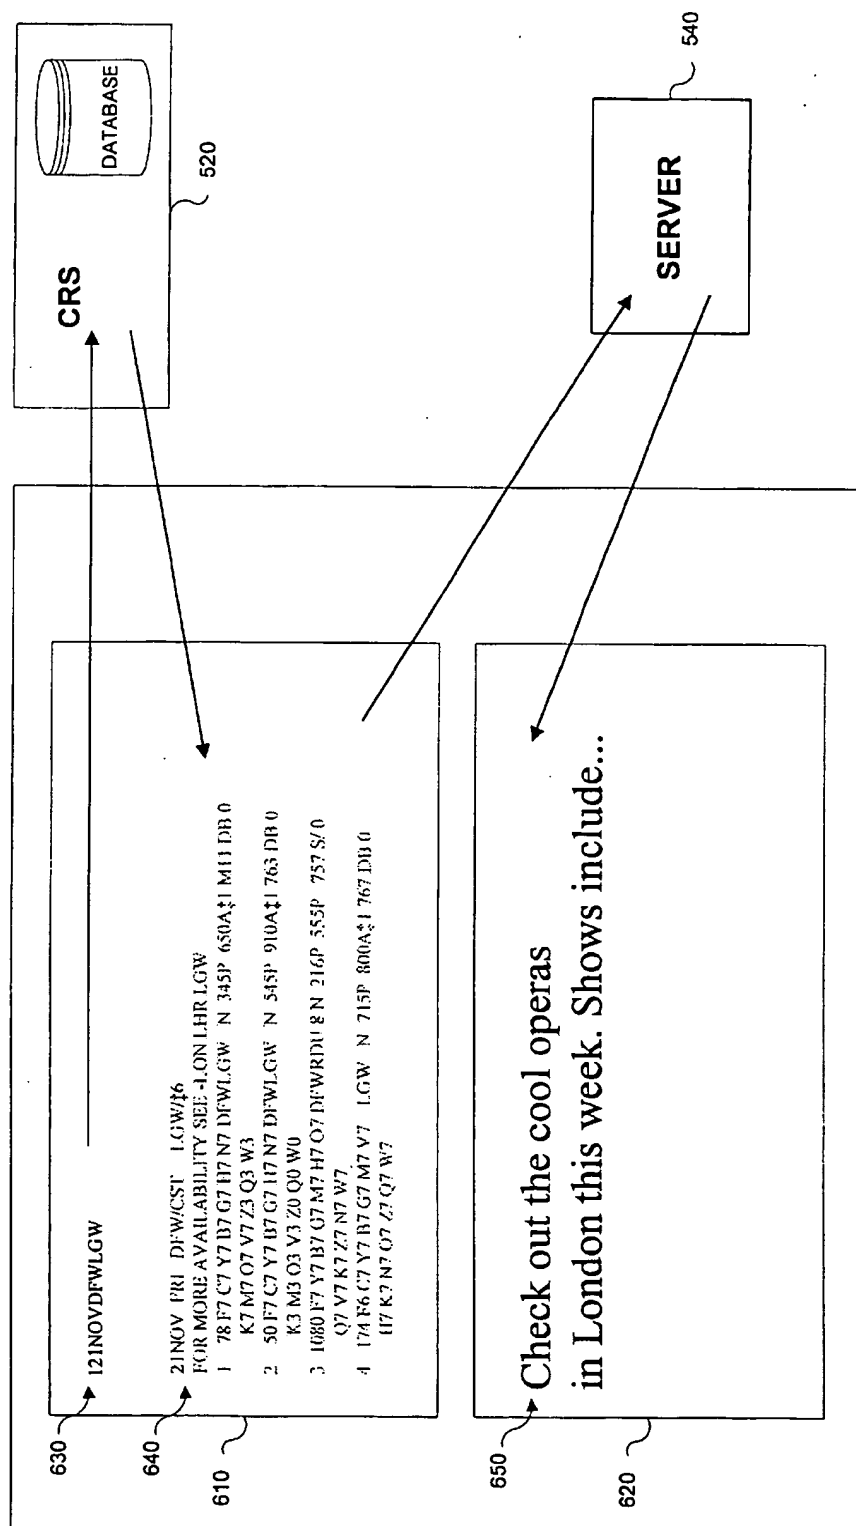 630
121NOVDFWLGW
640
21NOV FRI DFW/CST LGW/‡6
FOR MORE AVAILABILITY SEE -LON LHR LGW
1 78 F7 C7 Y7 B7 G7 H7 N7 DFWLGW N 345P 650A‡1 M11 DB 0
K7 M7 O7 V7 Z3 Q3 W3
2 50 F7 C7 Y7 B7 G7 H7 N7 DFWLGW N 545P 910A‡1 763 DB 0
K3 M3 O3 V3 Z0 Q0 W0
3 1080 F7 Y7 B7 G7 M7 H7 O7 DFWRDU 8 N 216P 555P 757 S/ 0
Q7 V7 K7 Z7 N7 W7
4 174 F6 C7 Y7 B7 G7 M7 V7 LGW N 715P 800A‡1 767 DB 0
H7 K7 N7 O7 Z7 Q7 W7
610
650
Check out the cool operas
in London this week. Shows include...
620
CRS
DATABASE
520
SERVER
540